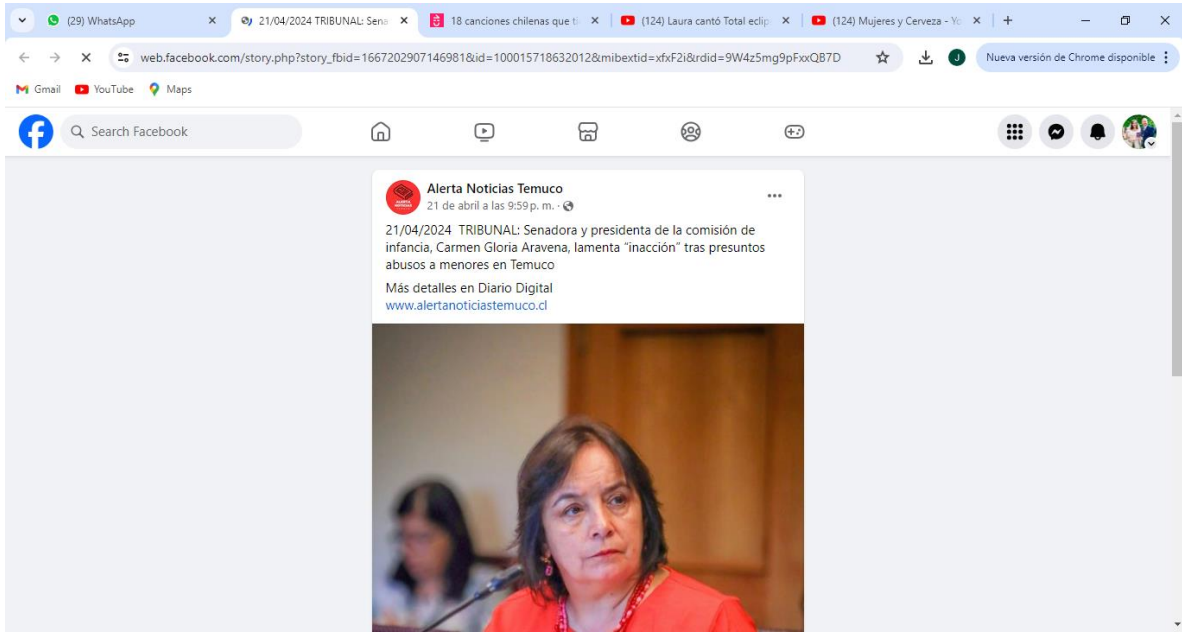 (29) WhatsApp
21/04/2024 TRIBUNAL: Sena
18 canciones chilenas que ti
(124) Laura cantó Total eclip
(124) Mujeres y Cerveza - Yo
web.facebook.com/story.php?story_fbid=1667202907146981&id=100015718632012&mibextid=xfxF2i&rdid=9W4z5mg9pFxxQB7D
J
Nueva versión de Chrome disponible
Gmail
YouTube
Maps
Search Facebook
Alerta Noticias Temuco
21 de abril a las 9:59 p. m. ·
21/04/2024 TRIBUNAL: Senadora y presidenta de la comisión de
infancia, Carmen Gloria Aravena, lamenta “inacción” tras presuntos
abusos a menores en Temuco
Más detalles en Diario Digital
www.alertanoticiastemuco.cl